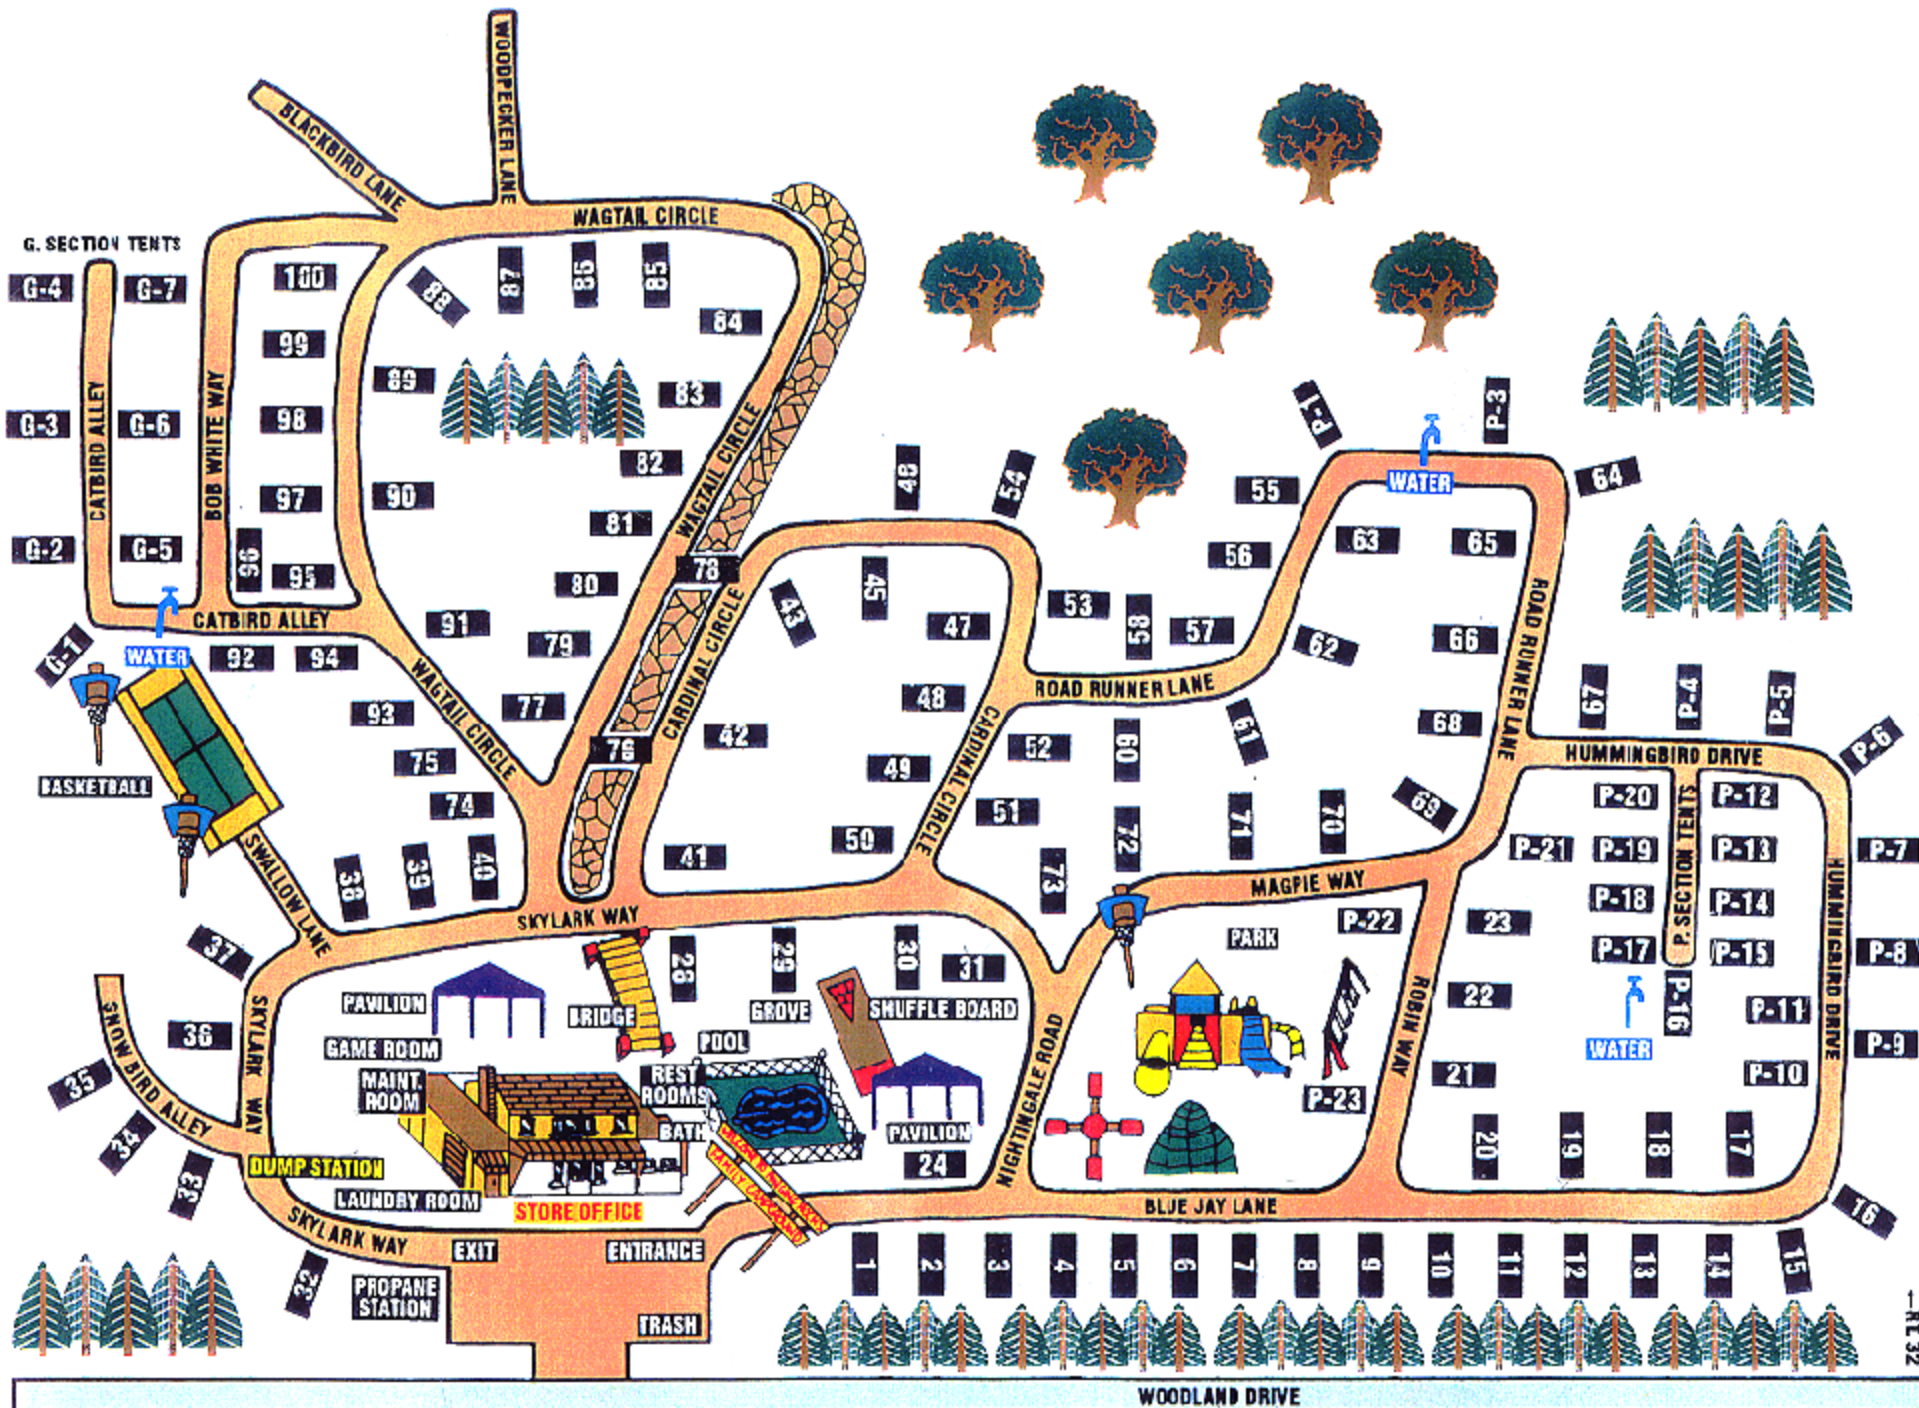 WOODPECKER LANE
BLACKBIRD LANE
WAGTAIL CIRCLE
G. SECTION TENTS
G-4
G-7
100
88
87
86
85
84
99
89
83
G-3
CATBIRD ALLEY
G-6
BOB WHITE WAY
98
82
WAGTAIL CIRCLE
97
90
81
G-2
G-5
96
95
80
78
46
54
P-1
P-3
55
WATER
64
56
63
65
45
43
53
58
57
47
62
66
ROAD RUNNER LANE
CATBIRD ALLEY
91
79
CARDINAL CIRCLE
G-1
WATER
92
94
WAGTAIL CIRCLE
93
77
48
ROAD RUNNER LANE
67
P-4
P-5
P-6
42
76
52
60
61
68
HUMMINGBIRD DRIVE
75
49
CARDINAL CIRCLE
BASKETBALL
74
51
72
71
70
69
P-20
P-12
P. SECTION TENTS
P-21
P-19
P-13
P-7
SWALLOW LANE
38
39
40
41
50
73
MAGPIE WAY
P-18
P-14
HUMMINGBIRD DRIVE
SKYLARK WAY
P-22
23
PARK
P-17
P-15
P-8
37
28
29
30
31
PAVILION
BRIDGE
GROVE
SHUFFLE BOARD
22
P-16
P-11
SNOW BIRD ALLEY
36
SKYLARK WAY
GAME ROOM
POOL
NIGHTINGALE ROAD
ROBIN WAY
WATER
P-9
35
MAINT.
ROOM
REST
ROOMS
21
P-10
P-23
34
BATH
PAVILION
33
DUMP STATION
24
20
19
18
17
LAUNDRY ROOM
STORE OFFICE
FAMILY CAMPGROUND
BLUE JAY LANE
16
SKYLARK WAY
EXIT
ENTRANCE
32
PROPANE
STATION
TRASH
1
2
3
4
5
6
7
8
9
10
11
12
13
14
15
WOODLAND DRIVE